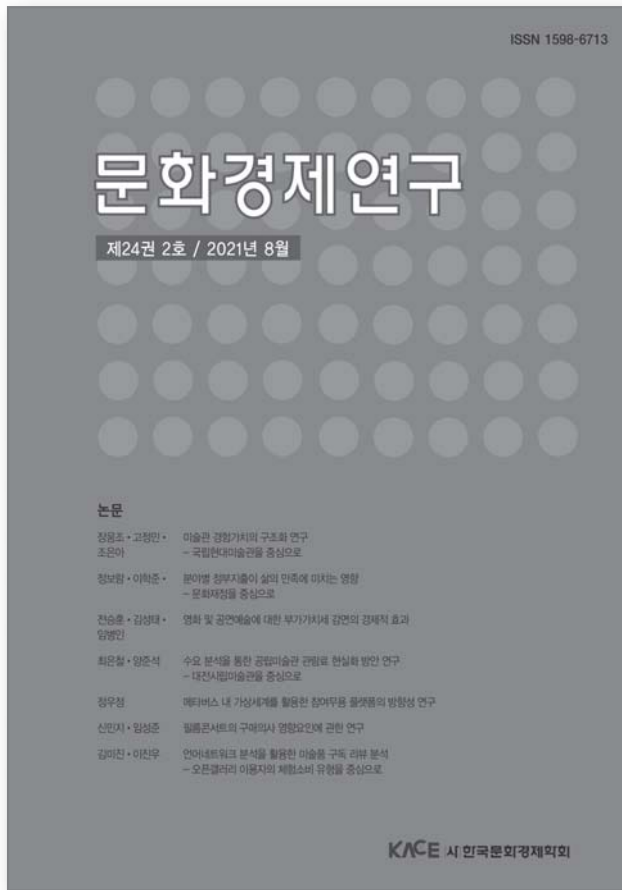 ISSN 1598-6713
문화경제연구
제24권 2호 / 2021년 8월
논문
장웅조・고정민・ 미술관 경험가치의 구조화 연구
조은아 - 국립현대미술관을 중심으로
정보람・이학준・ 분야별 정부지출이 삶의 만족에 미치는 영향
- 문화재정을 중심으로
전승훈・김성태・ 영화 및 공연예술에 대한 부가가치세 감면의 경제적 효과
임병인
최은철・양준석 수요 분석을 통한 공립미술관 관람료 현실화 방안 연구
- 대전시립미술관을 중심으로
정우정 메타버스 내 가상세계를 활용한 참여무용 플랫폼의 방향성 연구
신민지・임성준 필름콘서트의 구매의사 영향요인에 관한 연구
김미진・이진우 언어네트워크 분석을 활용한 미술품 구독 리뷰 분석
- 오픈갤러리 이용자의 체험소비 유형을 중심으로
KACE 사 한국문화경제학회